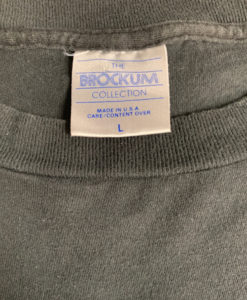 THE
BROCKUM
COLLECTION
MADE IN U.S.A
CARE/CONTENT OVER
L